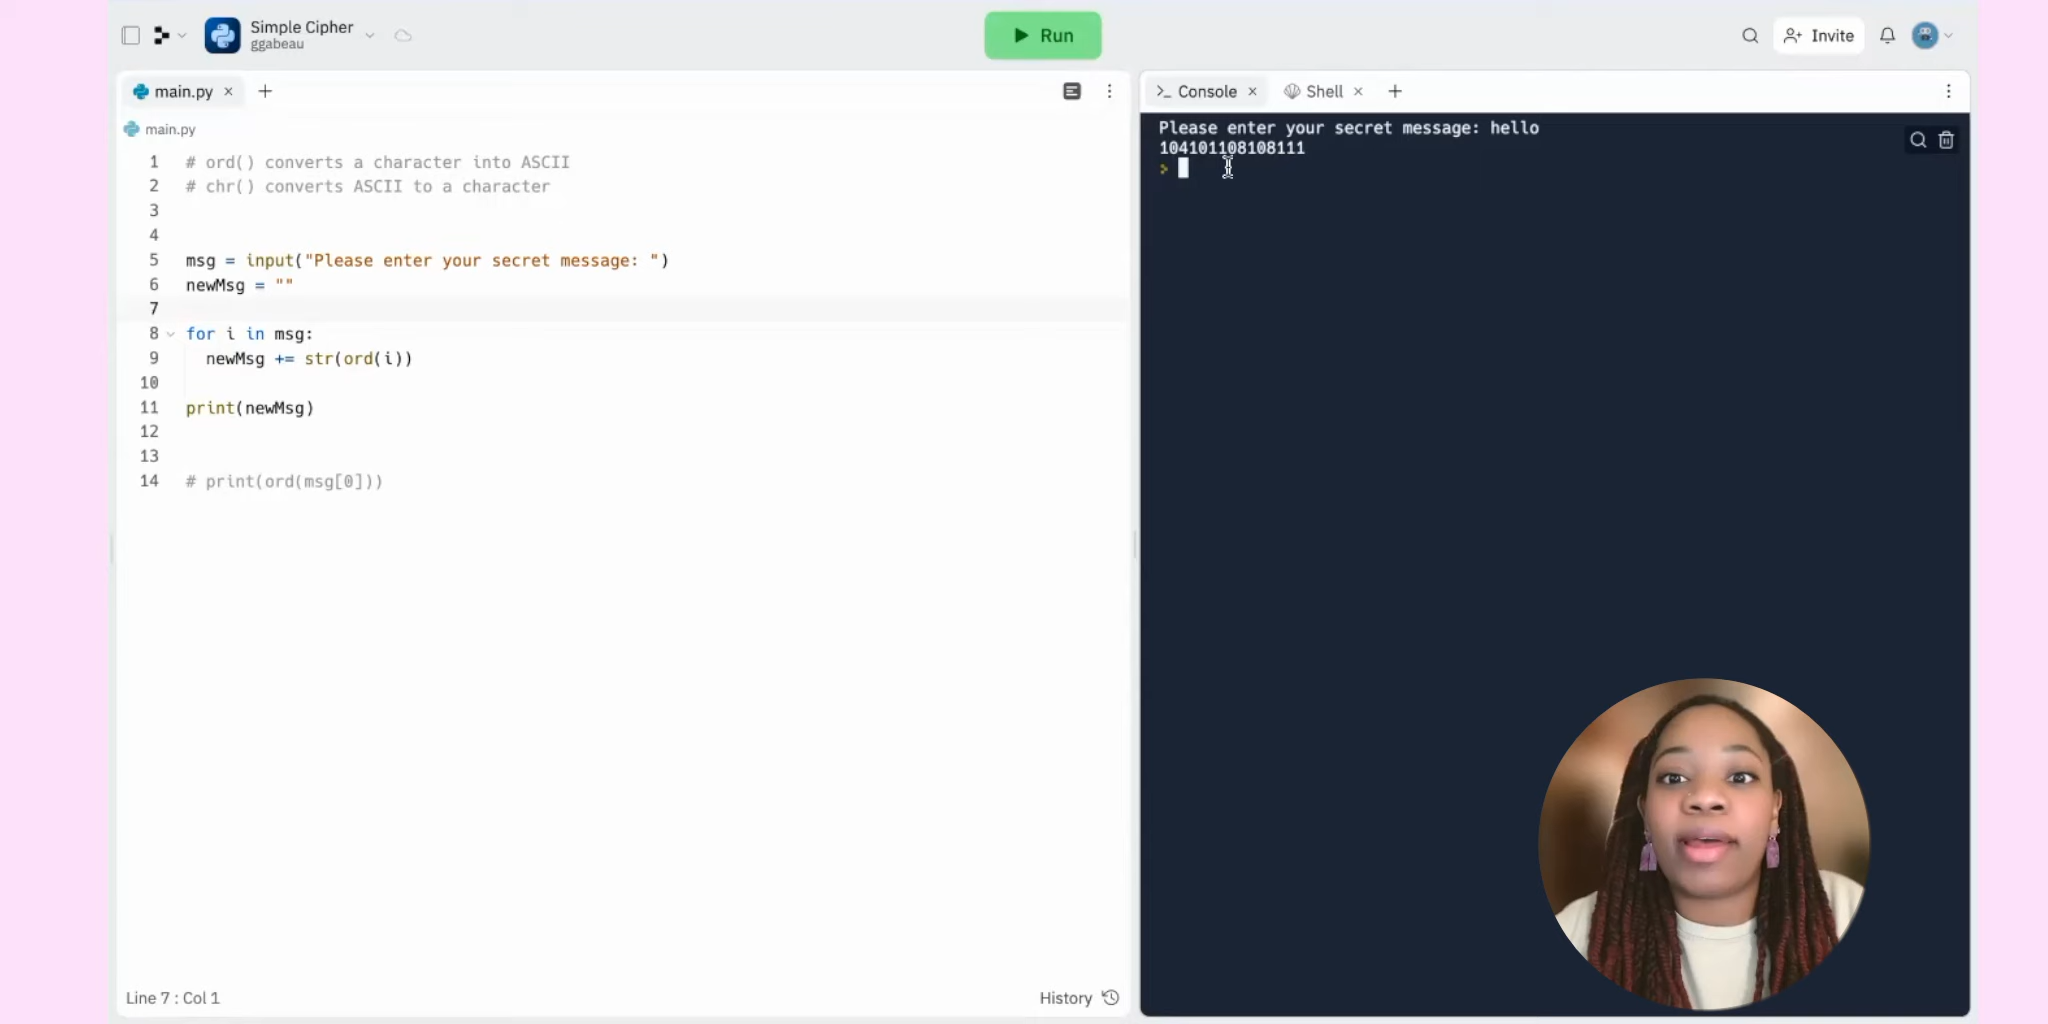 Simple Cipher
ggabeau
Run
Invite
main.py
main.py
1 # ord() converts a character into ASCII
2 # chr() converts ASCII to a character
3
4
5 msg = input("Please enter your secret message: ")
6 newMsg = ""
7
8 for i in msg:
9 newMsg += str(ord(i))
10
11 print(newMsg)
12
13
14 # print(ord(msg[0]))
Line 7 : Col 1
History
Console
Shell
Please enter your secret message: hello
104101108108111
>